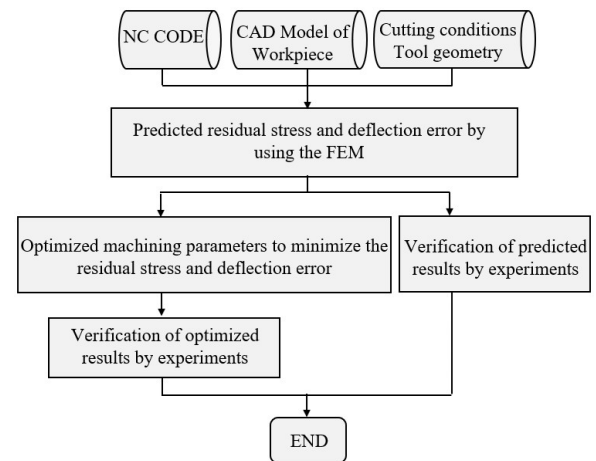 NC CODE
CAD Model of
Workpiece
Cutting conditions
Tool geometry
Predicted residual stress and deflection error by
using the FEM
Optimized machining parameters to minimize the
residual stress and deflection error
Verification of predicted
results by experiments
Verification of optimized
results by experiments
END